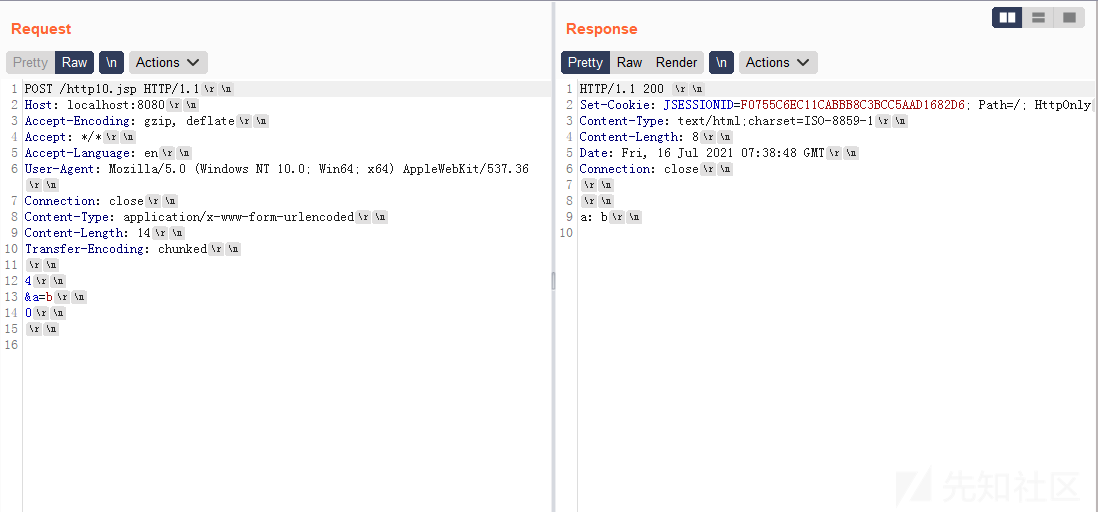 Request
Pretty Raw \n Actions
1 POST /http10.jsp HTTP/1.1 \r \n
2 Host: localhost:8080 \r \n
3 Accept-Encoding: gzip, deflate \r \n
4 Accept: */* \r \n
5 Accept-Language: en \r \n
6 User-Agent: Mozilla/5.0 (Windows NT 10.0; Win64; x64) AppleWebKit/537.36
\r \n
7 Connection: close \r \n
8 Content-Type: application/x-www-form-urlencoded \r \n
9 Content-Length: 14 \r \n
10 Transfer-Encoding: chunked \r \n
11 \r \n
12 4 \r \n
13 &a=b \r \n
14 0 \r \n
15 \r \n
16
Response
Pretty Raw Render \n Actions
1 HTTP/1.1 200 \r \n
2 Set-Cookie: JSESSIONID=F0755C6EC11CABBB8C3BCC5AAD1682D6; Path=/; HttpOnly
3 Content-Type: text/html;charset=ISO-8859-1 \r \n
4 Content-Length: 8 \r \n
5 Date: Fri, 16 Jul 2021 07:38:48 GMT \r \n
6 Connection: close \r \n
7 \r \n
8 \r \n
9 a: b \r \n
10
先知社区